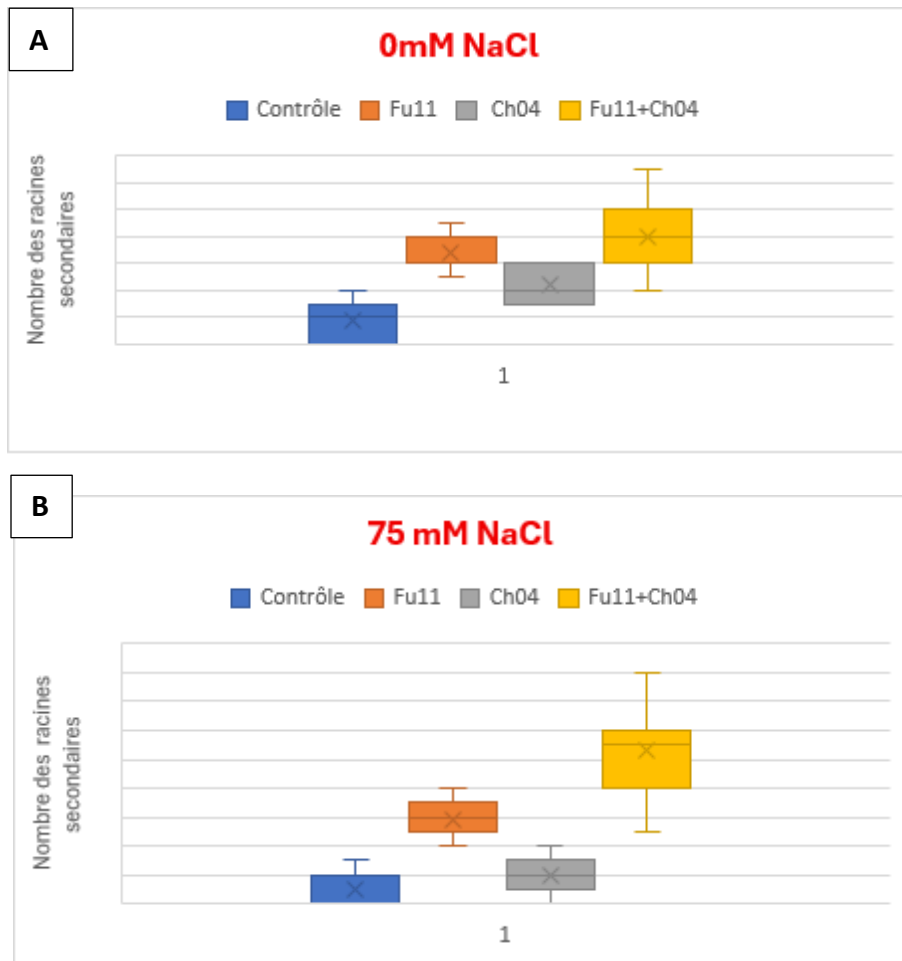 A
0mM NaCl
Contrôle Fu11 Ch04 Fu11+Ch04
Nombre des racines
secondaires
1
B
75 mM NaCl
Contrôle Fu11 Ch04 Fu11+Ch04
Nombre des racines
secondaires
1